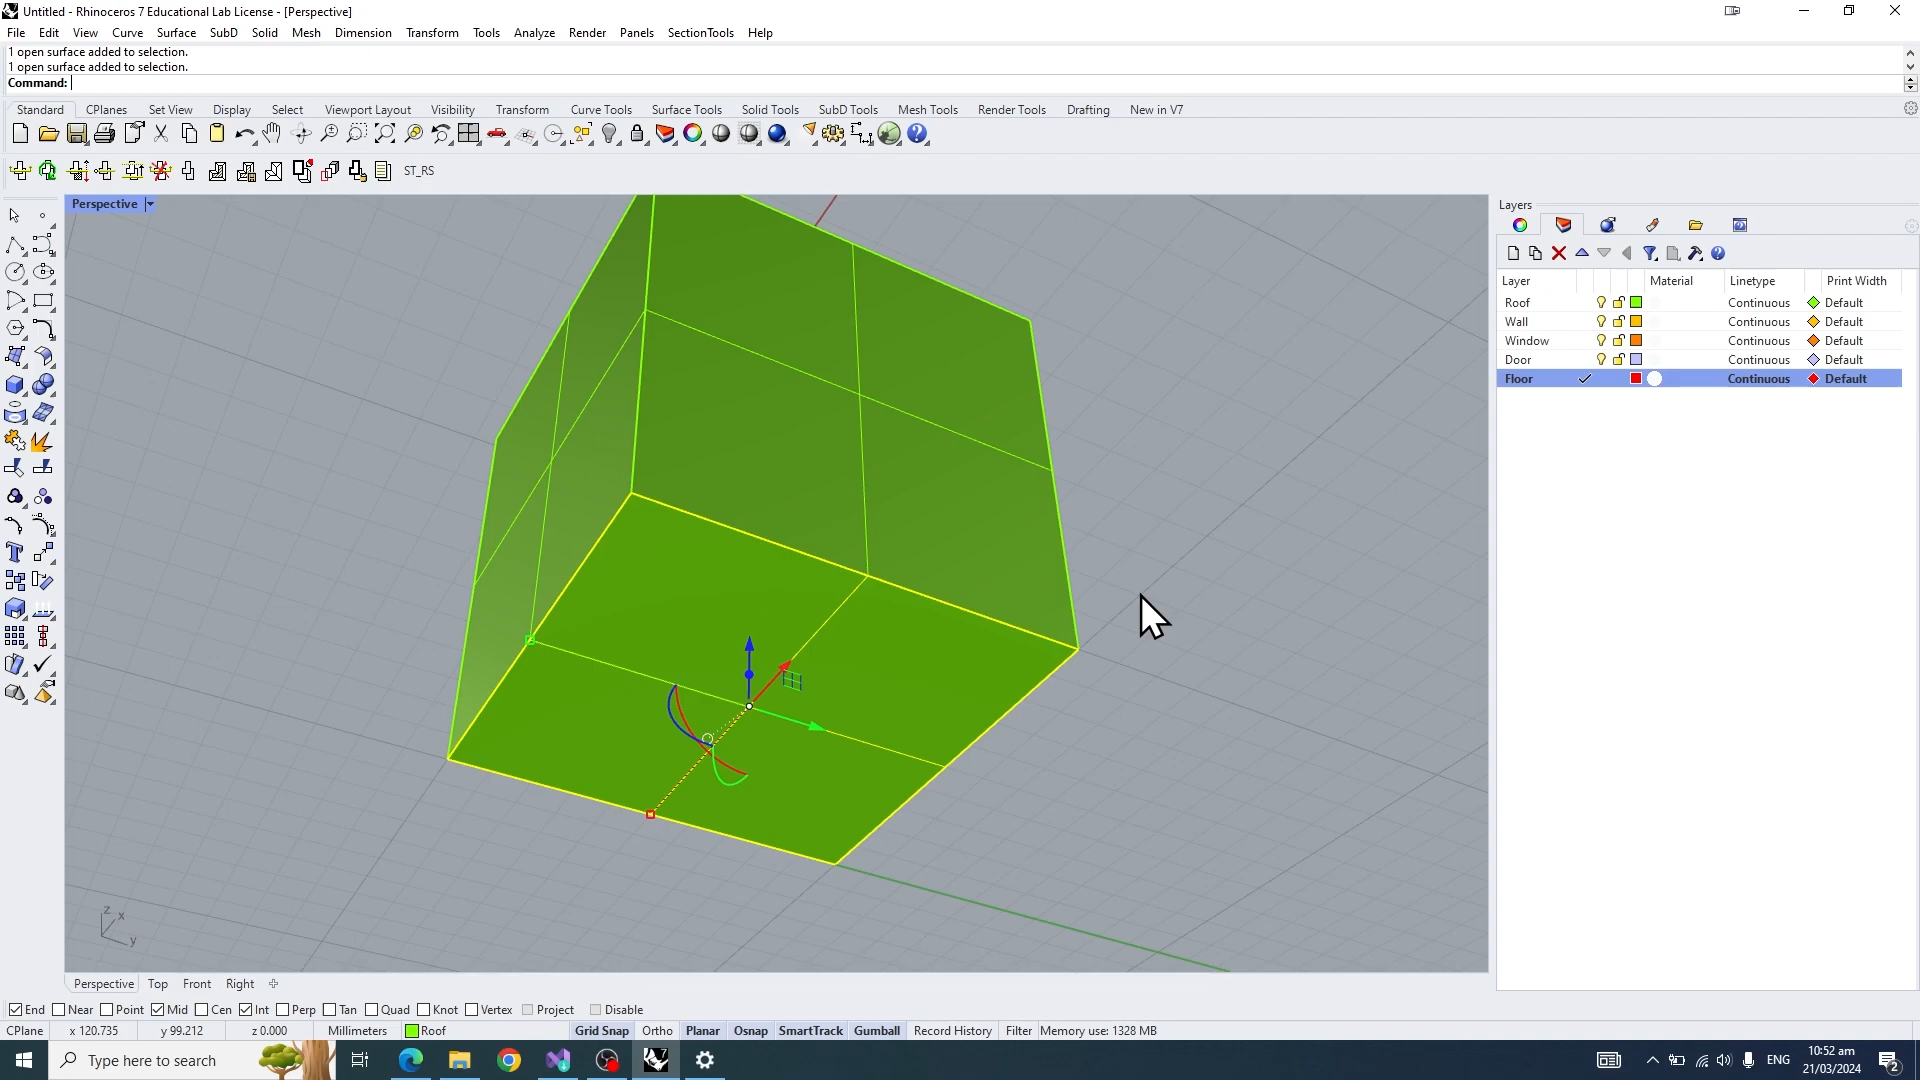 Untitled - Rhinoceros 7 Educational Lab License - [Perspective]
File Edit View Curve Surface SubD Solid Mesh Dimension Transform Tools Analyze Render Panels SectionTools Help
1 open surface added to selection.
1 open surface added to selection.
Command:
Standard CPlanes Set View Display Select Viewport Layout Visibility Transform Curve Tools Surface Tools Solid Tools SubD Tools Mesh Tools Render Tools Drafting New in V7
ST_RS
Perspective
Layers
Layer Material Linetype Print Width
Roof Continuous Default
Wall Continuous Default
Window Continuous Default
Door Continuous Default
Floor Continuous Default
z x
y
Perspective Top Front Right
End Near Point Mid Cen Int Perp Tan Quad Knot Vertex Project Disable
CPlane x 120.735 y 99.212 z 0.000 Millimeters Roof Grid Snap Ortho Planar Osnap SmartTrack Gumball Record History Filter Memory use: 1328 MB
Type here to search
ENG
10:52 am
21/03/2024
2